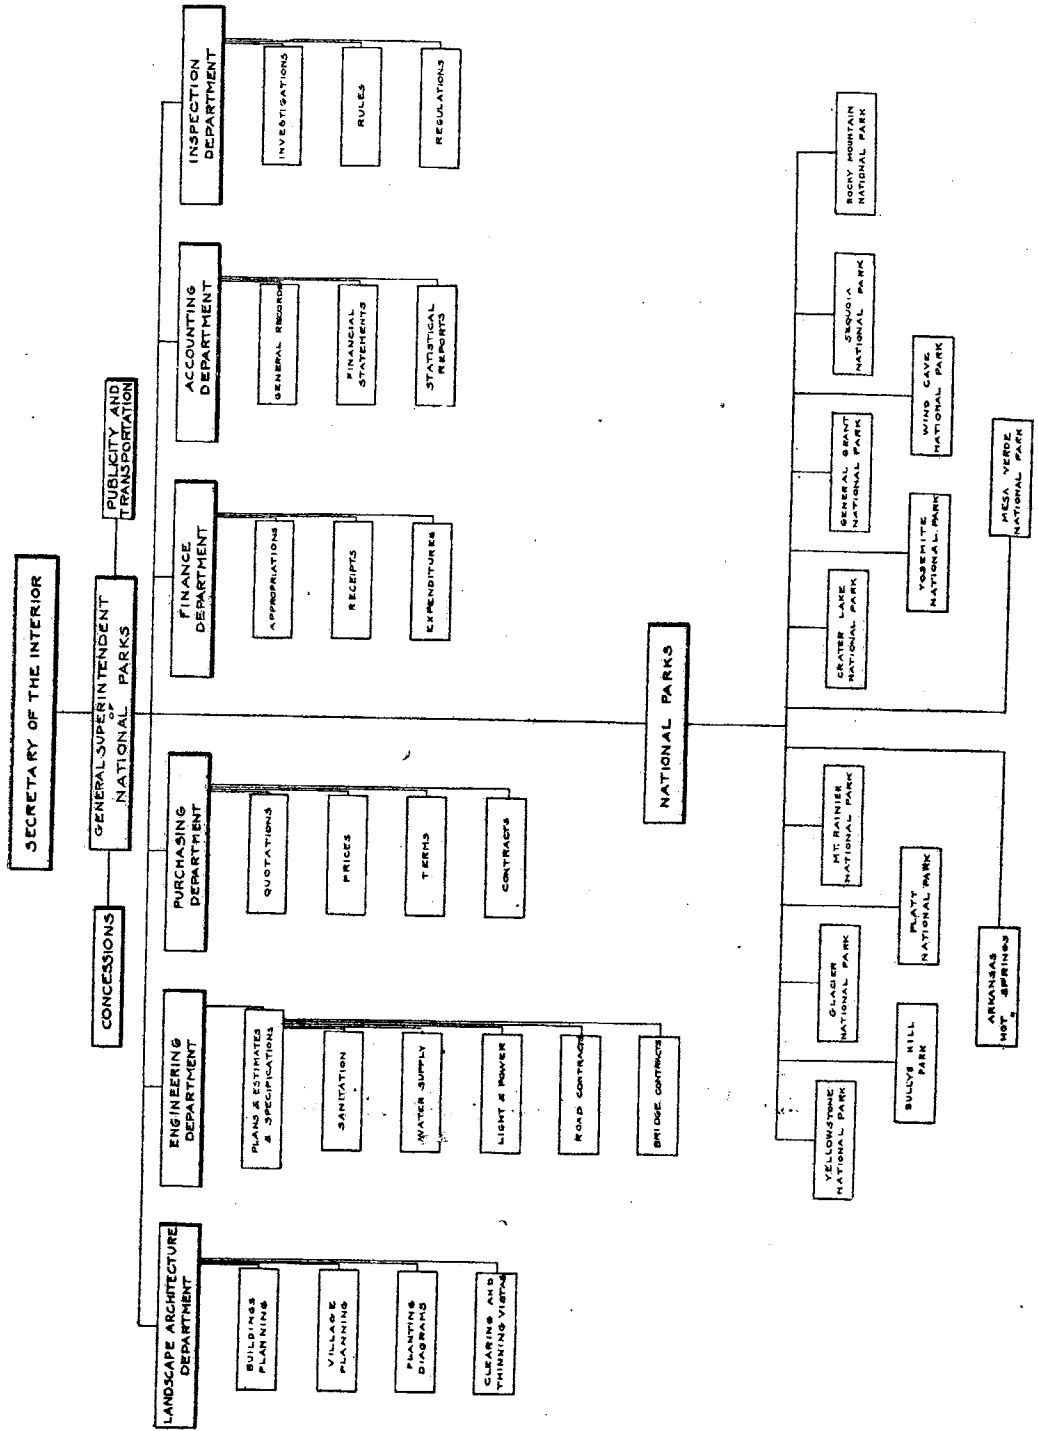 SECRETARY OF THE INTERIOR
CONCESSIONS
GENERAL SUPERINTENDENT
OF
NATIONAL PARKS
PUBLICITY AND
TRANSPORTATION
LANDSCAPE ARCHITECTURE
DEPARTMENT
BUILDINGS
PLANNING
VILLAGE
PLANNING
PLANTING
DIAGRAMS
CLEARING AND
THINNING VISTAS
ENGINEERING
DEPARTMENT
PLANS & ESTIMATES
& SPECIFICATIONS
SANITATION
WATER SUPPLY
LIGHT & POWER
ROAD CONTRACTS
BRIDGE CONTRACTS
PURCHASING
DEPARTMENT
QUOTATIONS
PRICES
TERMS
CONTRACTS
FINANCE
DEPARTMENT
APPROPRIATIONS
RECEIPTS
EXPENDITURES
ACCOUNTING
DEPARTMENT
GENERAL RECORDS
FINANCIAL
STATEMENTS
STATISTICAL
REPORTS
INSPECTION
DEPARTMENT
INVESTIGATIONS
RULES
REGULATIONS
NATIONAL PARKS
YELLOWSTONE
NATIONAL PARK
GLACIER
NATIONAL PARK
MT. RAINIER
NATIONAL PARK
CRATER LAKE
NATIONAL PARK
GENERAL GRANT
NATIONAL PARK
SEQUOIA
NATIONAL PARK
ROCKY MOUNTAIN
NATIONAL PARK
SULLYS HILL
PARK
PLATT
NATIONAL PARK
YOSEMITE
NATIONAL PARK
WIND CAVE
NATIONAL PARK
ARKANSAS
HOT SPRINGS
MESA VERDE
NATIONAL PARK